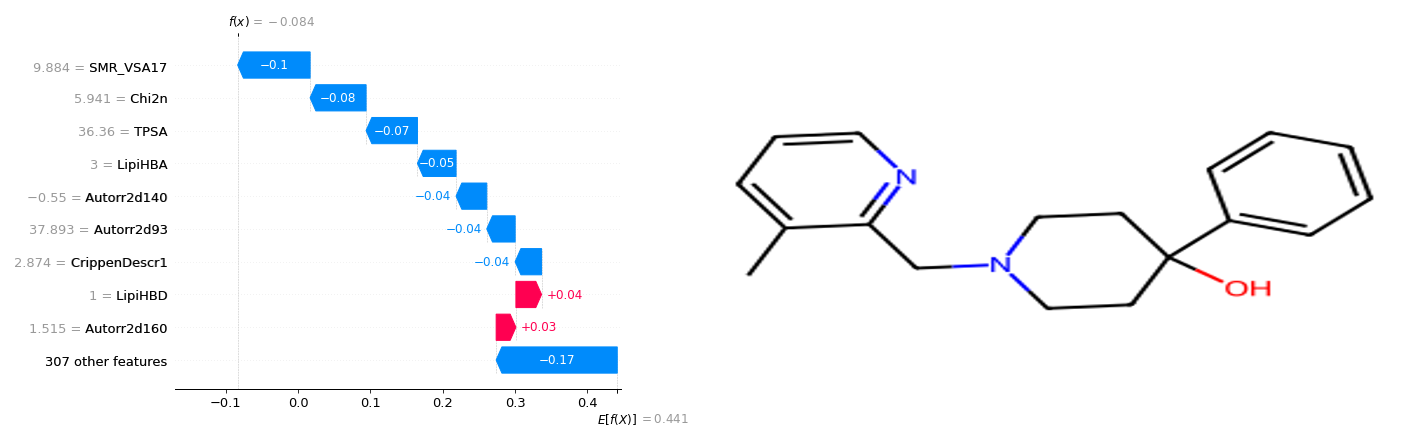 f(x) = −0.084
9.884 = SMR_VSA17
−0.1
5.941 = Chi2n
−0.08
36.36 = TPSA
−0.07
3 = LipiHBA
−0.05
−0.55 = Autorr2d140
−0.04
37.893 = Autorr2d93
−0.04
2.874 = CrippenDescr1
−0.04
1 = LipiHBD
+0.04
1.515 = Autorr2d160
+0.03
307 other features
−0.17
−0.1 0.0 0.1 0.2 0.3 0.4
E[f(X)] = 0.441
N
N
OH